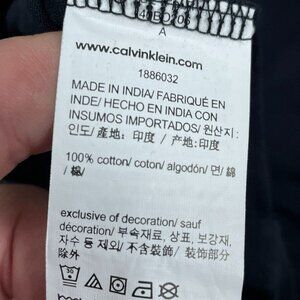 A
www.calvinklein.com
1886032
MADE IN INDIA/ FABRIQUÉ EN
INDE/ HECHO EN INDIA CON
INSUMOS IMPORTADOS/ 원산지 :
인도/ 產地: 印度 / 产地:印度
100% cotton/ coton/ algodón/ 면/ 綿
/ 棉/
exclusive of decoration/ sauf
décoration/ 부속재료, 상표, 보강재,
자수 등 제외/ 不含裝飾/ 装饰部分
除外
30